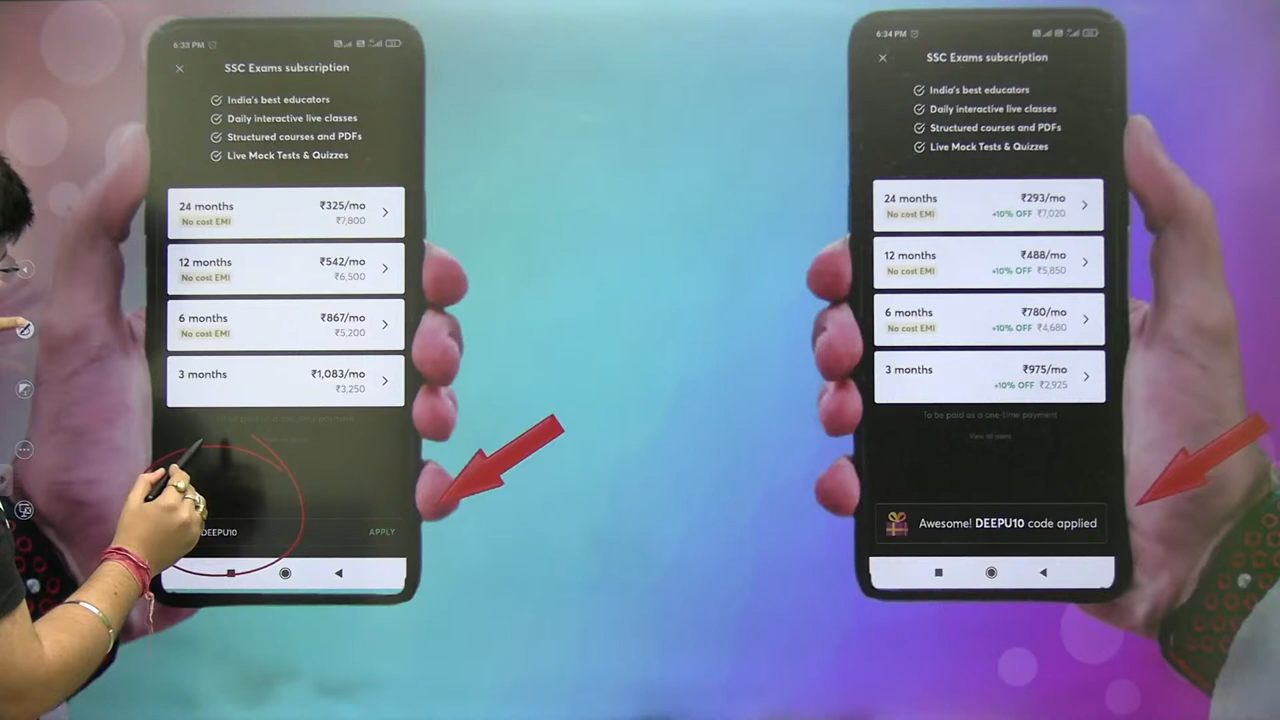 6:33 PM
SSC Exams subscription
India's best educators
Daily interactive live classes
Structured courses and PDFs
Live Mock Tests & Quizzes
24 months ₹325/mo
No cost EMI ₹7,800
12 months ₹542/mo
No cost EMI ₹6,500
6 months ₹867/mo
No cost EMI ₹5,200
3 months ₹1,083/mo
₹3,250
To be paid as a one-time payment
DEEPU10 APPLY
6:34 PM
SSC Exams subscription
India's best educators
Daily interactive live classes
Structured courses and PDFs
Live Mock Tests & Quizzes
24 months ₹293/mo
No cost EMI +10% OFF ₹7,020
12 months ₹488/mo
No cost EMI +10% OFF ₹5,850
6 months ₹780/mo
No cost EMI +10% OFF ₹4,680
3 months ₹975/mo
+10% OFF ₹2,925
To be paid as a one-time payment
View all plans
Awesome! DEEPU10 code applied